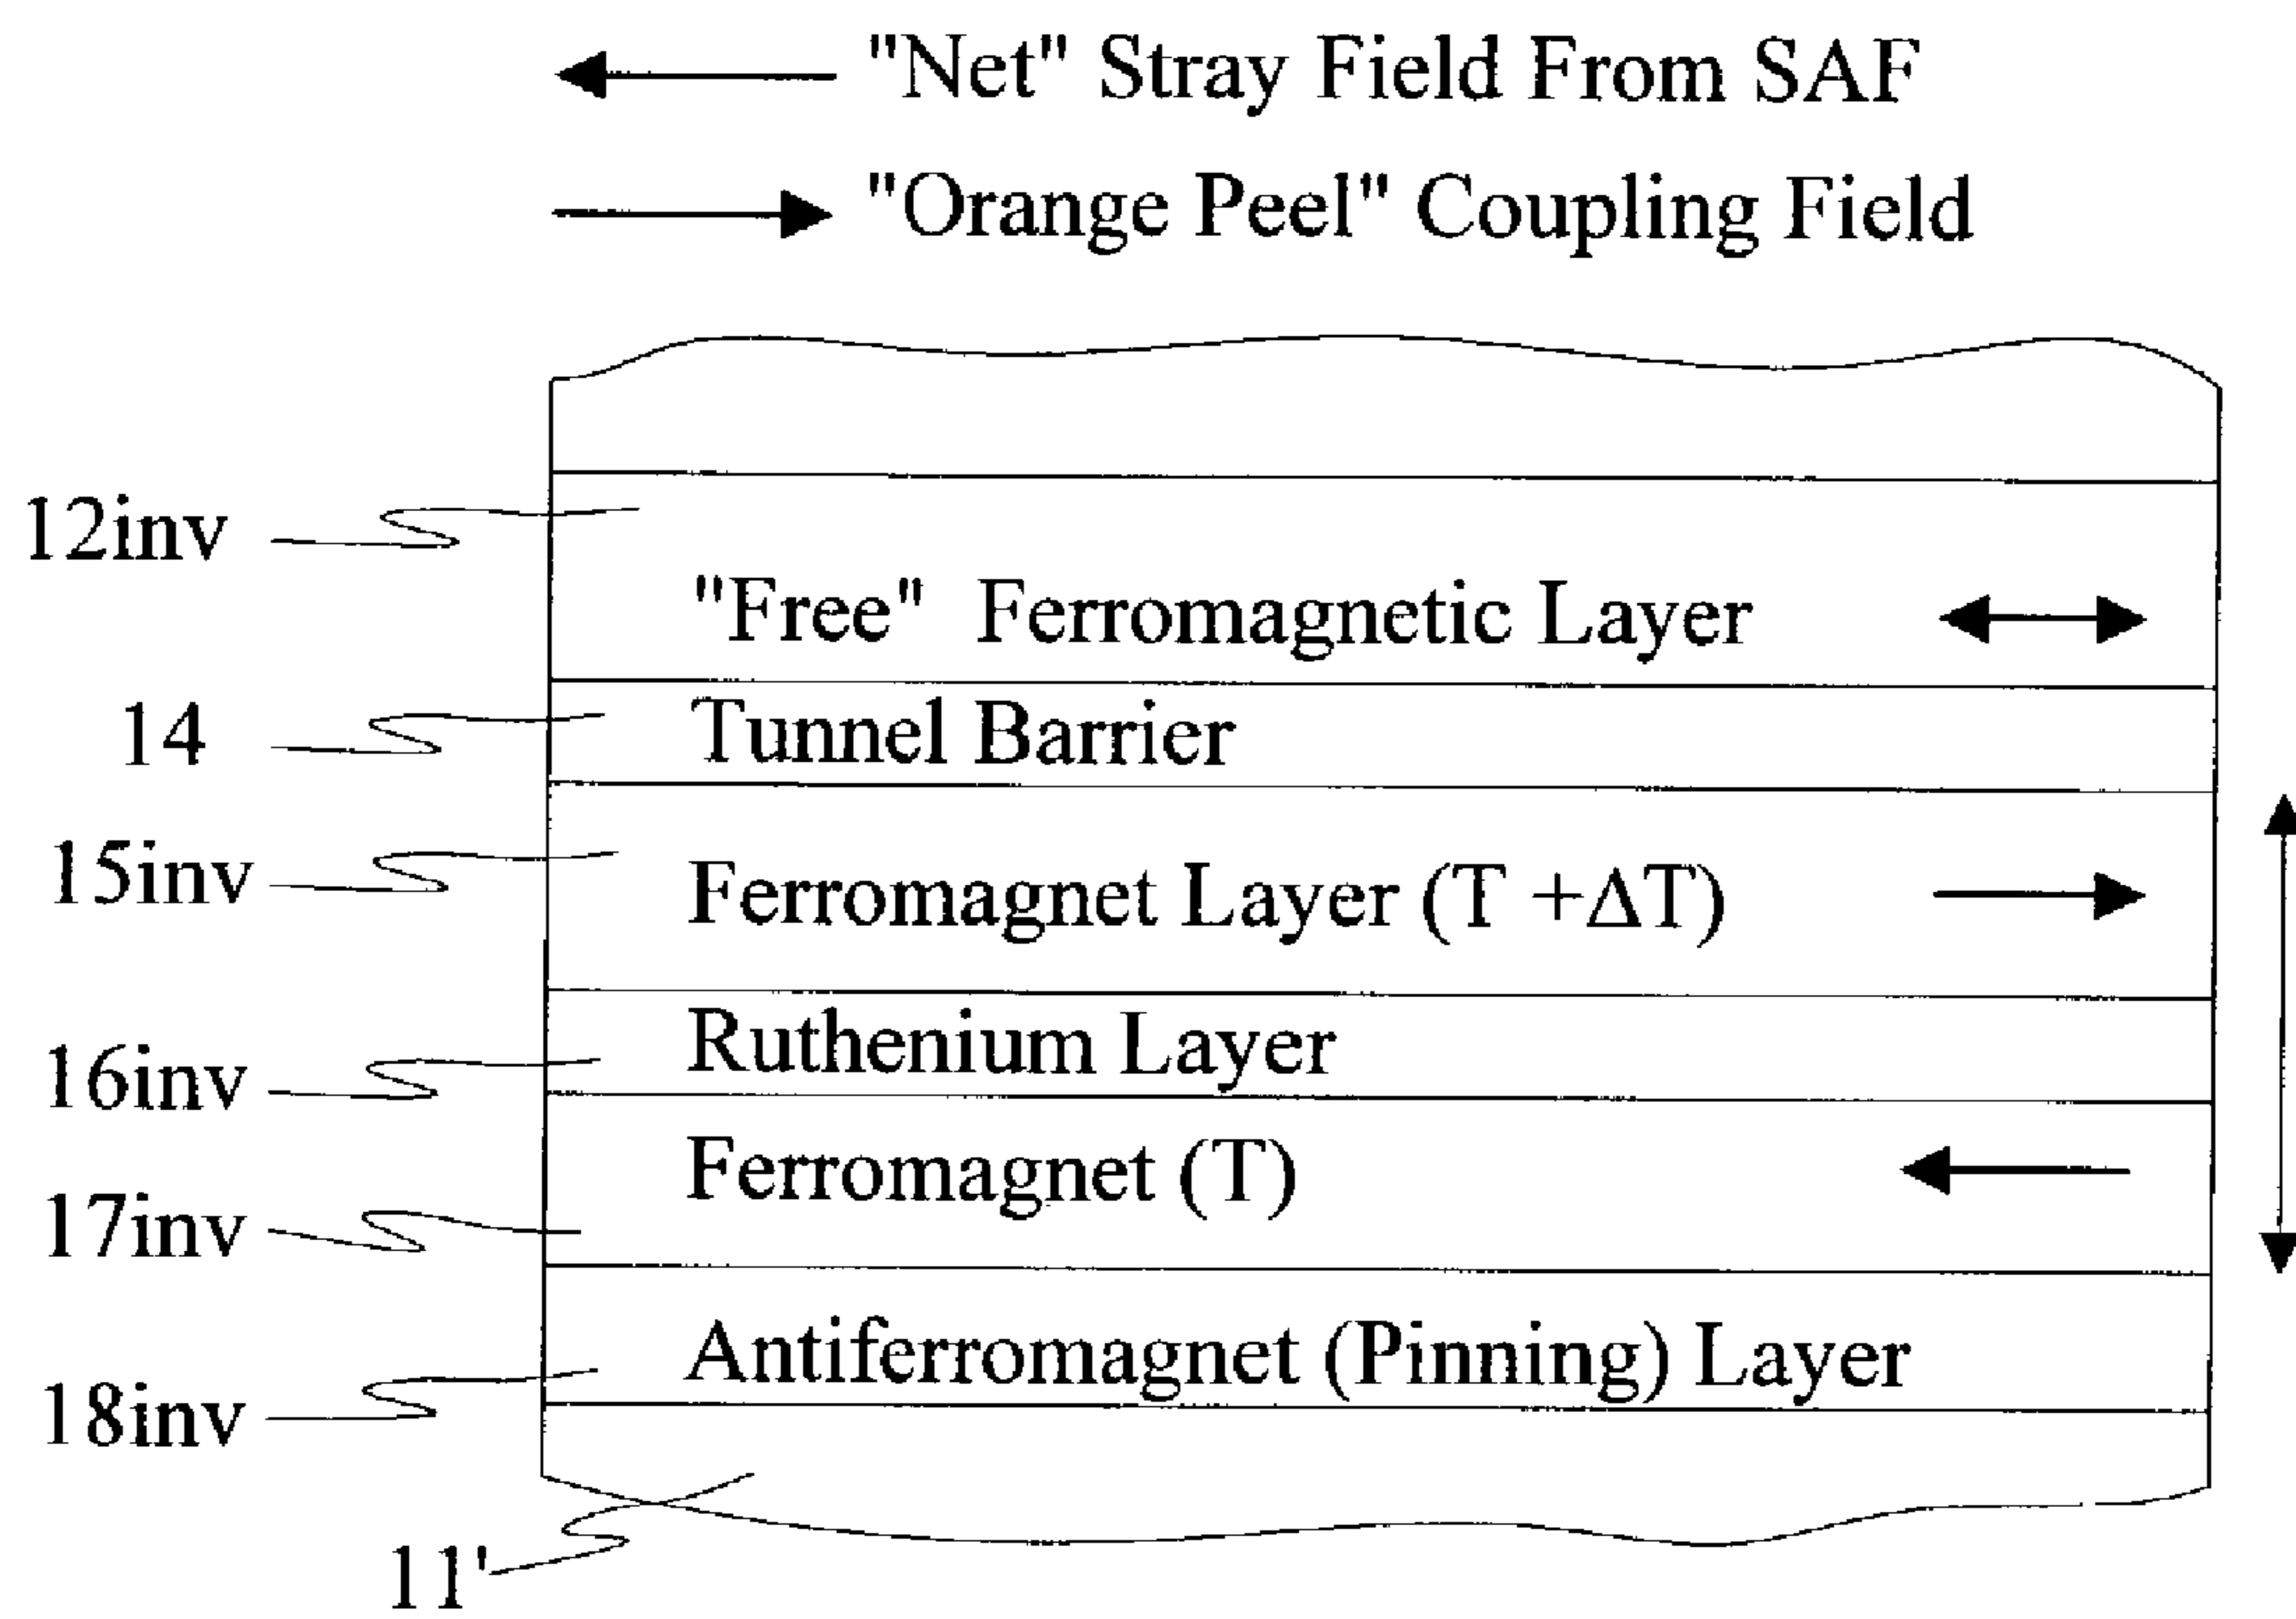 "Net" Stray Field From SAF
"Orange Peel" Coupling Field
12inv
"Free" Ferromagnetic Layer
14
Tunnel Barrier
15inv
Ferromagnet Layer (T +ΔT)
16inv
Ruthenium Layer
17inv
Ferromagnet (T)
18inv
Antiferromagnet (Pinning) Layer
11'